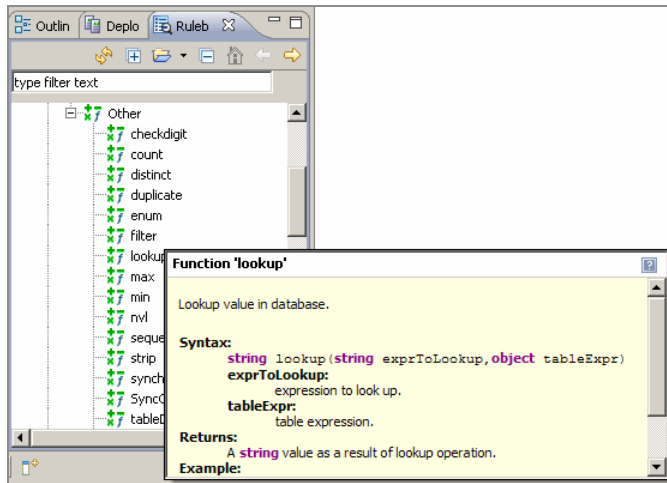 Outlin Deplo Ruleb
type filter text
Other
checkdigit
count
distinct
duplicate
enum
filter
lookup
max
min
nvl
seque
strip
synch
SyncC
tableD
Function 'lookup'
Lookup value in database.
Syntax:
string lookup(string exprToLookup,object tableExpr)
exprToLookup:
expression to look up.
tableExpr:
table expression.
Returns:
A string value as a result of lookup operation.
Example: